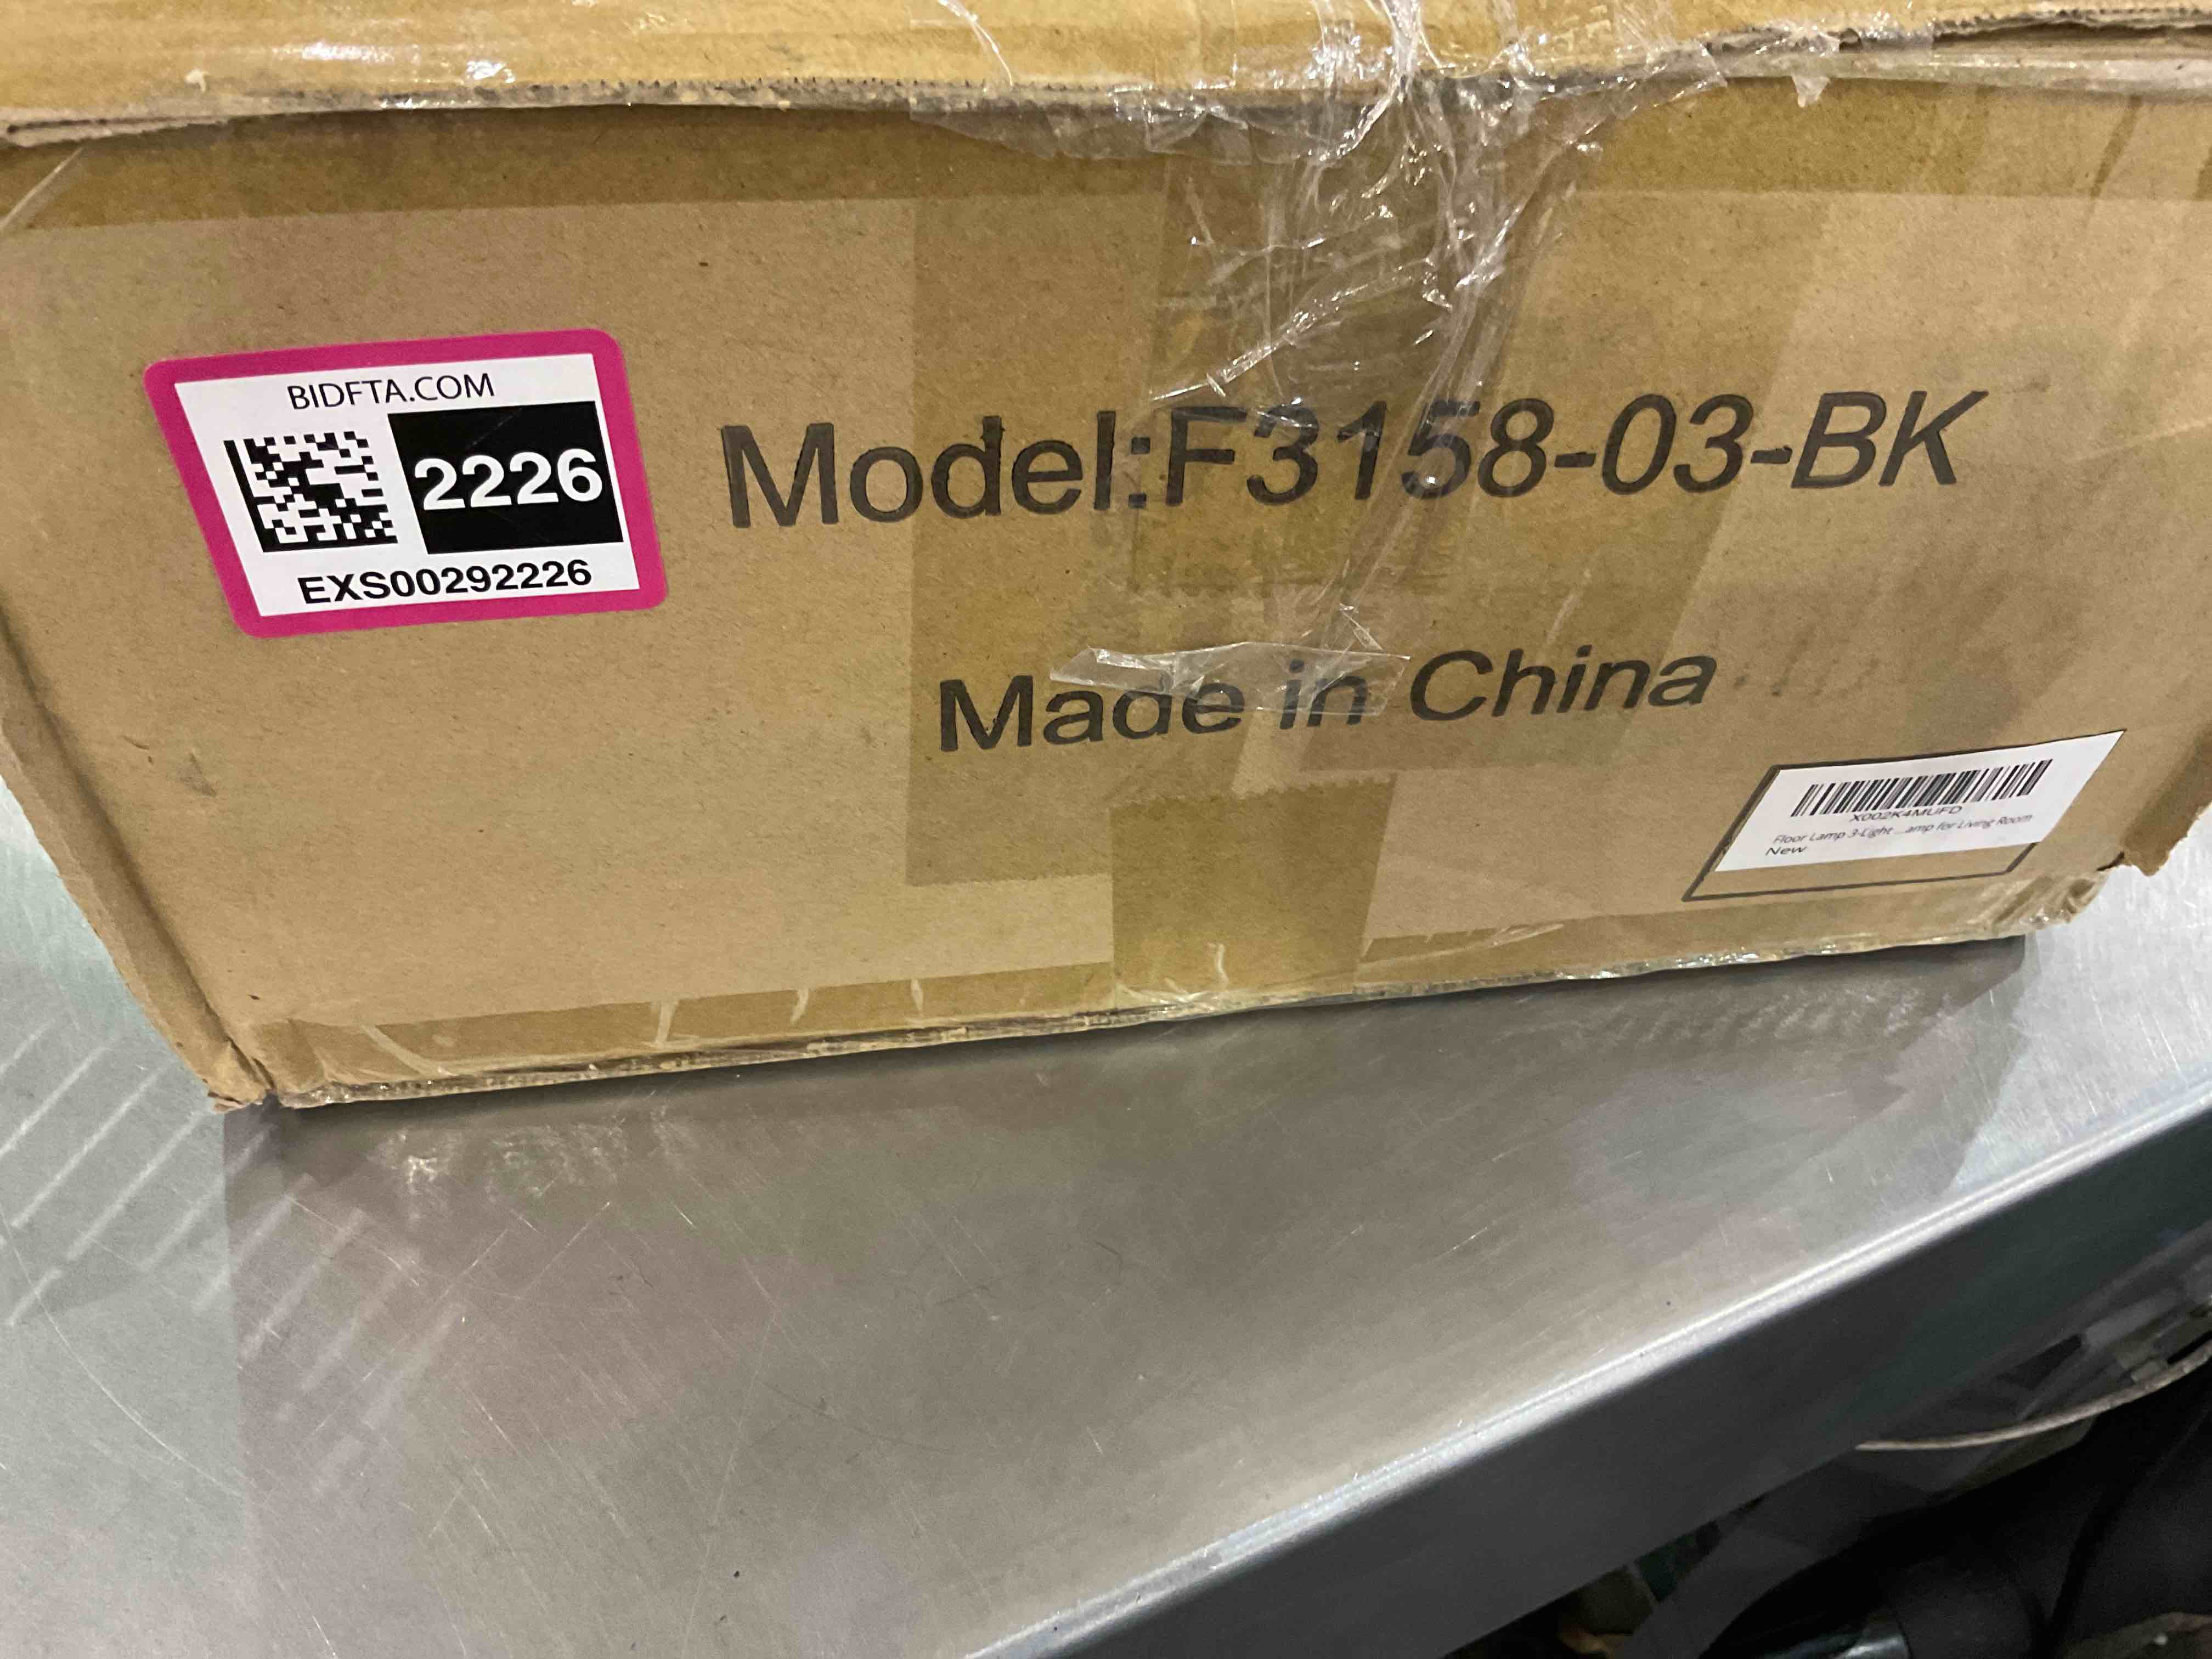 BIDFTA.COM
2226
EXS00292226
Model:F3158-03-BK
Made in China
X002K4MUFD
Floor Lamp 3-Light ...amp for Living Room
New